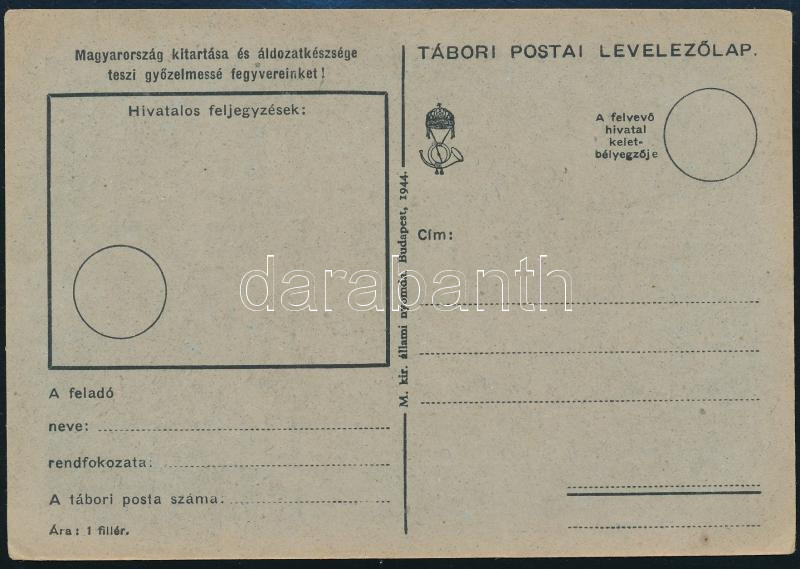 Magyarország kitartása és áldozatkészsége
teszi győzelmessé fegyvereinket!
Hivatalos feljegyzések:
A feladó
neve:
rendfokozata:
A tábori posta száma:
Ára: 1 fillér.
M. kir. állami nyomda, Budapest, 1944.
TÁBORI POSTAI LEVELEZŐLAP.
A felvevő
hivatal
kelet-
bélyegzője
Cím:
darabanth